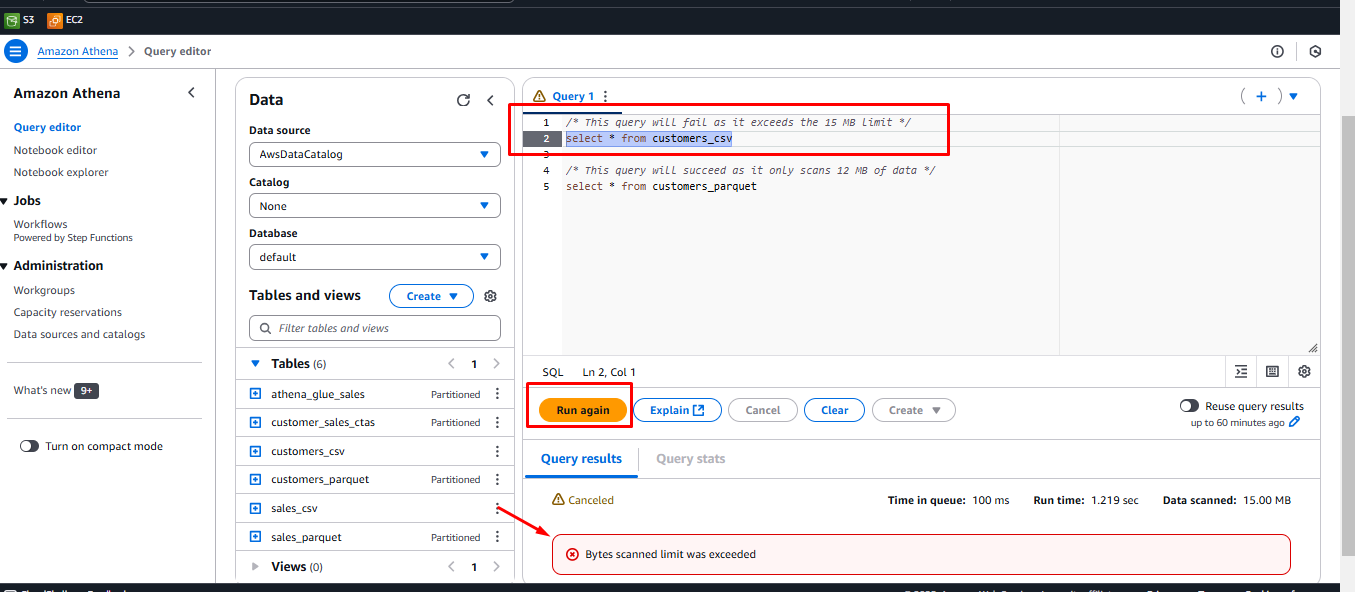 S3 EC2
Amazon Athena > Query editor
Amazon Athena
Query editor
Notebook editor
Notebook explorer
Jobs
Workflows
Powered by Step Functions
Administration
Workgroups
Capacity reservations
Data sources and catalogs
What's new 9+
Turn on compact mode
Data
Data source
AwsDataCatalog
Catalog
None
Database
default
Tables and views Create
Filter tables and views
Tables (6) < 1 >
athena_glue_sales Partitioned
customer_sales_ctas Partitioned
customers_csv
customers_parquet Partitioned
sales_csv
sales_parquet Partitioned
Views (0) < 1 >
Query 1
1 /* This query will fail as it exceeds the 15 MB limit */
2 select * from customers_csv
3
4 /* This query will succeed as it only scans 12 MB of data */
5 select * from customers_parquet
SQL Ln 2, Col 1
Run again Explain Cancel Clear Create
Reuse query results
up to 60 minutes ago
Query results Query stats
Canceled Time in queue: 100 ms Run time: 1.219 sec Data scanned: 15.00 MB
Bytes scanned limit was exceeded